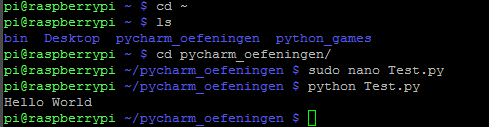 pi@raspberrypi ~ $ cd ~
pi@raspberrypi ~ $ ls
bin  Desktop  pycharm_oefeningen  python_games
pi@raspberrypi ~ $ cd pycharm_oefeningen/
pi@raspberrypi ~/pycharm_oefeningen $ sudo nano Test.py
pi@raspberrypi ~/pycharm_oefeningen $ python Test.py
Hello World
pi@raspberrypi ~/pycharm_oefeningen $